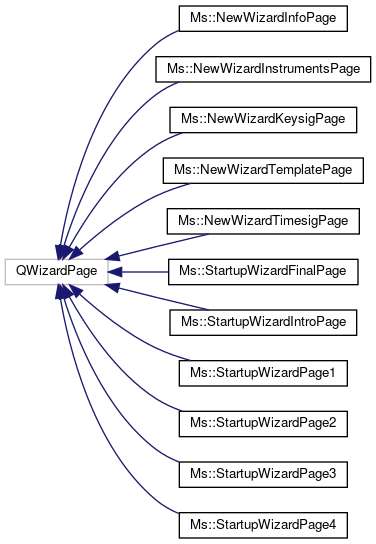 Ms::NewWizardInfoPage
Ms::NewWizardInstrumentsPage
Ms::NewWizardKeysigPage
Ms::NewWizardTemplatePage
Ms::NewWizardTimesigPage
QWizardPage
Ms::StartupWizardFinalPage
Ms::StartupWizardIntroPage
Ms::StartupWizardPage1
Ms::StartupWizardPage2
Ms::StartupWizardPage3
Ms::StartupWizardPage4